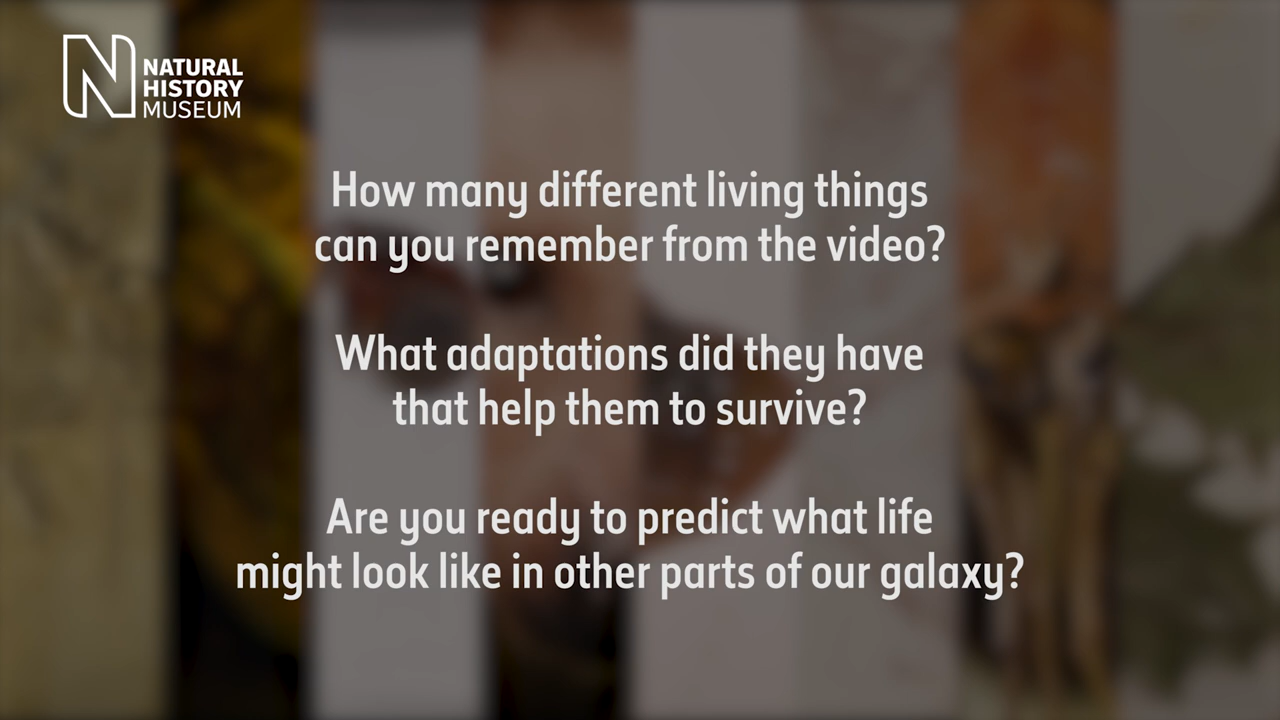 NATURAL
HISTORY
MUSEUM
How many different living things
can you remember from the video?
What adaptations did they have
that help them to survive?
Are you ready to predict what life
might look like in other parts of our galaxy?